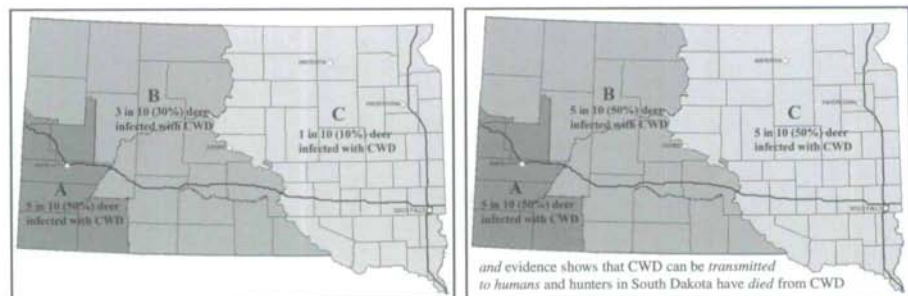 B
3 in 10 (30%) deer
infected with CWD
C
1 in 10 (10%) deer
infected with CWD
A
5 in 10 (50%) deer
infected with CWD
B
5 in 10 (50%) deer
infected with CWD
C
5 in 10 (50%) deer
infected with CWD
A
5 in 10 (50%) deer
infected with CWD
and evidence shows that CWD can be transmitted
to humans and hunters in South Dakota have died from CWD